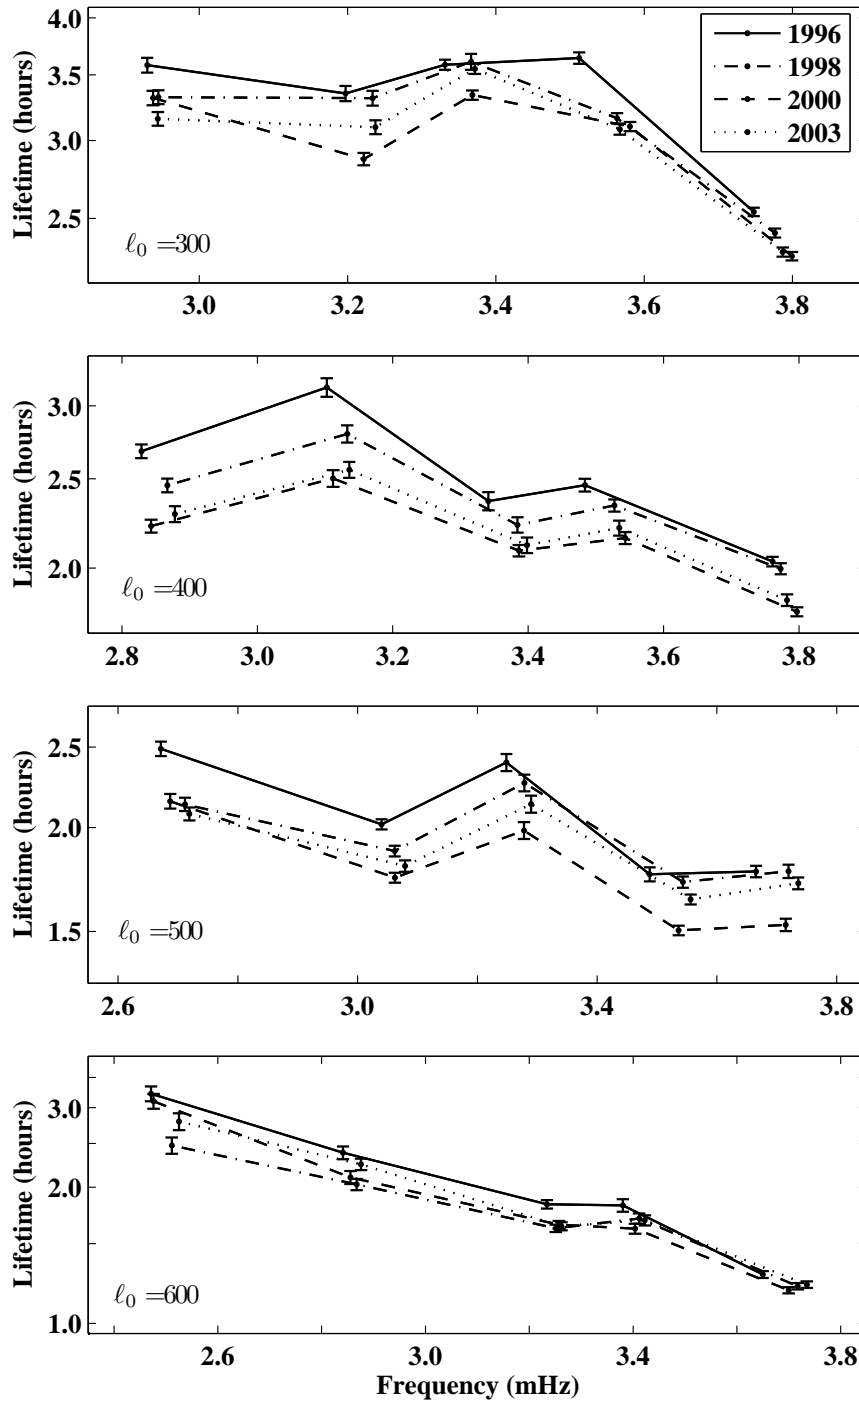 4.0
3.5
3.0
2.5
Lifetime (hours)
ℓ0 =300
1996
1998
2000
2003
3.0 3.2 3.4 3.6 3.8
3.0
2.5
2.0
Lifetime (hours)
ℓ0 =400
2.8 3.0 3.2 3.4 3.6 3.8
2.5
2.0
1.5
Lifetime (hours)
ℓ0 =500
2.6 3.0 3.4 3.8
3.0
2.0
1.0
Lifetime (hours)
ℓ0 =600
2.6 3.0 3.4 3.8
Frequency (mHz)